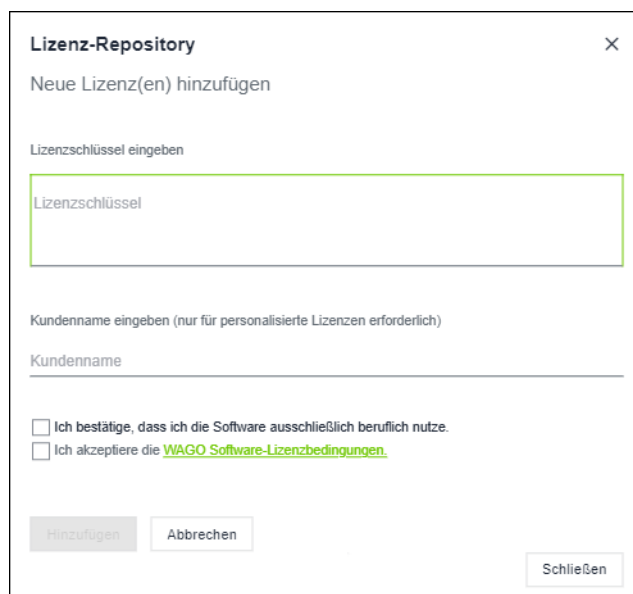 Lizenz-Repository
Neue Lizenz(en) hinzufügen
Lizenzschlüssel eingeben
Lizenzschlüssel
Kundenname eingeben (nur für personalisierte Lizenzen erforderlich)
Kundenname
Ich bestätige, dass ich die Software ausschließlich beruflich nutze.
Ich akzeptiere die WAGO Software-Lizenzbedingungen.
Hinzufügen Abbrechen
Schließen